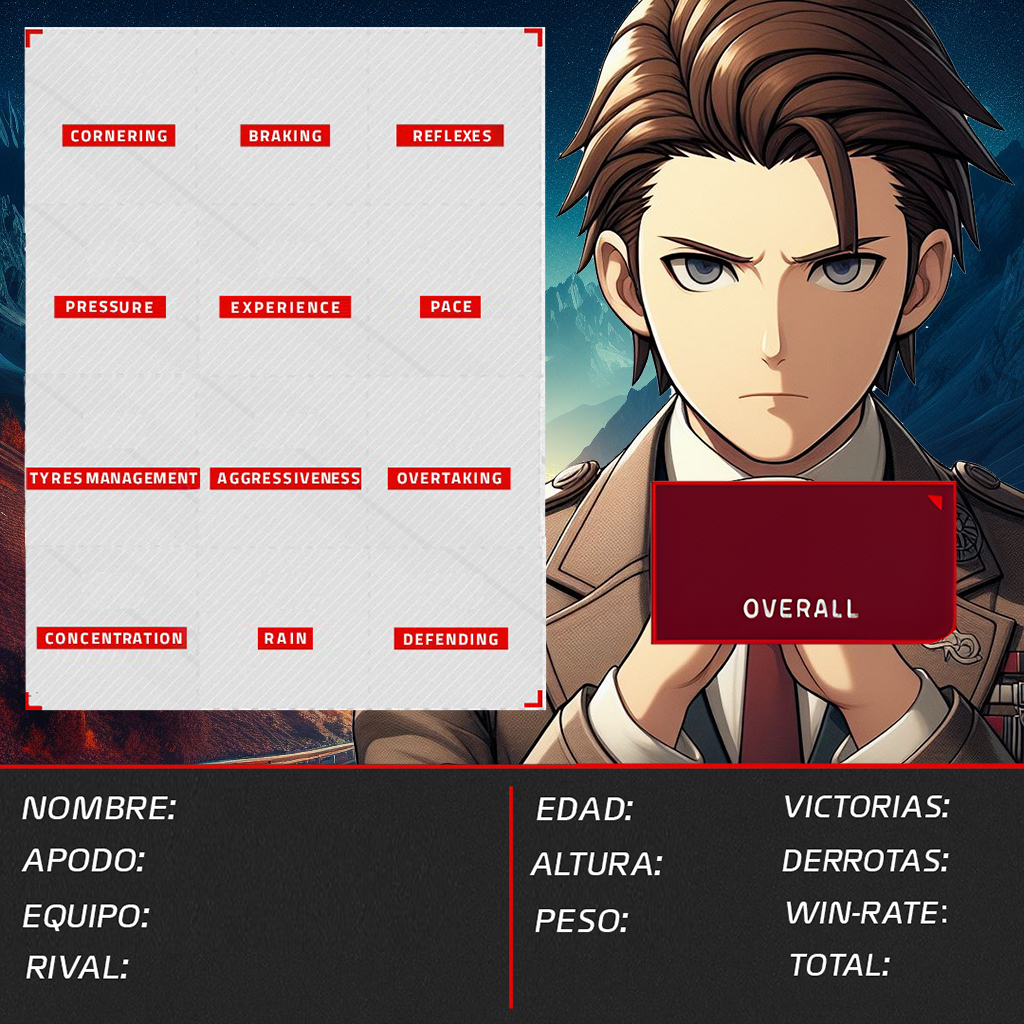 CORNERING BRAKING REFLEXES
PRESSURE EXPERIENCE PACE
TYRES MANAGEMENT AGGRESSIVENESS OVERTAKING
OVERALL
CONCENTRATION RAIN DEFENDING
NOMBRE:
APODO:
EQUIPO:
RIVAL:
EDAD:
ALTURA:
PESO:
VICTORIAS:
DERROTAS:
WIN-RATE:
TOTAL: